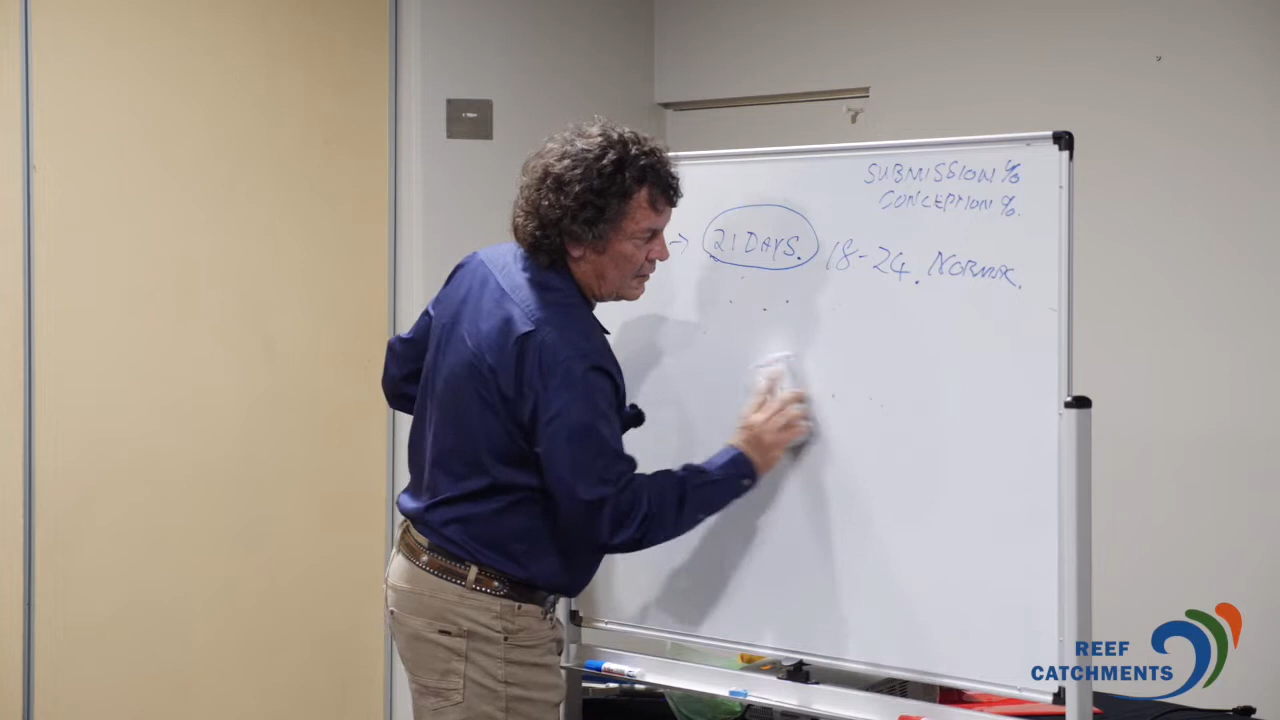 SUBMISSION %
CONCEPTION %.
→ 21 DAYS. 18-24. NORMAL.
REEF
CATCHMENTS